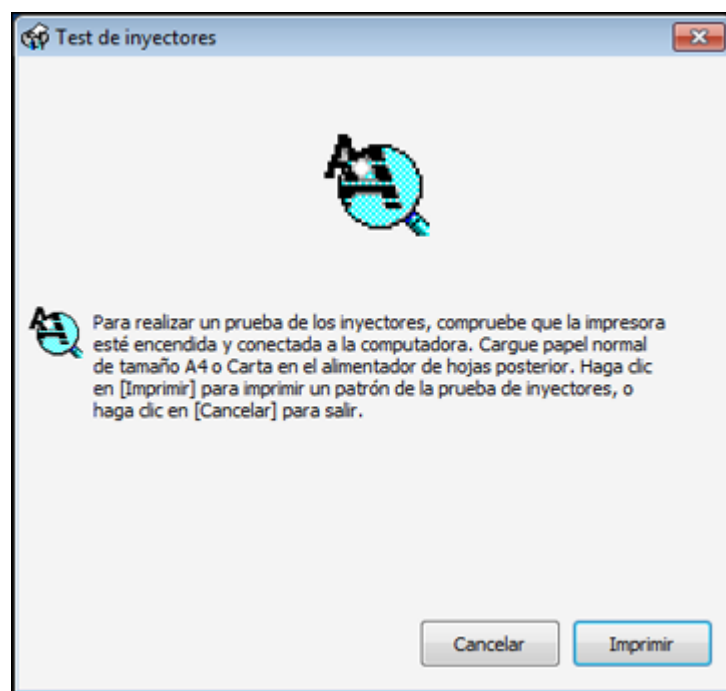 Test de inyectores
Para realizar un prueba de los inyectores, compruebe que la impresora
esté encendida y conectada a la computadora. Cargue papel normal
de tamaño A4 o Carta en el alimentador de hojas posterior. Haga clic
en [Imprimir] para imprimir un patrón de la prueba de inyectores, o
haga clic en [Cancelar] para salir.
Cancelar
Imprimir